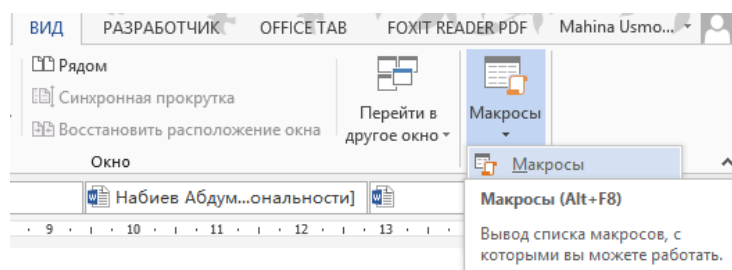 ВИД РАЗРАБОТЧИК OFFICE TAB FOXIT READER PDF Mahina Usmo...
Рядом
Синхронная прокрутка
Восстановить расположение окна
Перейти в
другое окно
Макросы
Окно
Макросы
Набиев Абдум...ональности]
Макросы (Alt+F8)
Вывод списка макросов, с
которыми вы можете работать.
· 9 · ı · 10 · ı · 11 · ı · 12 · ı · 13 · ı ·